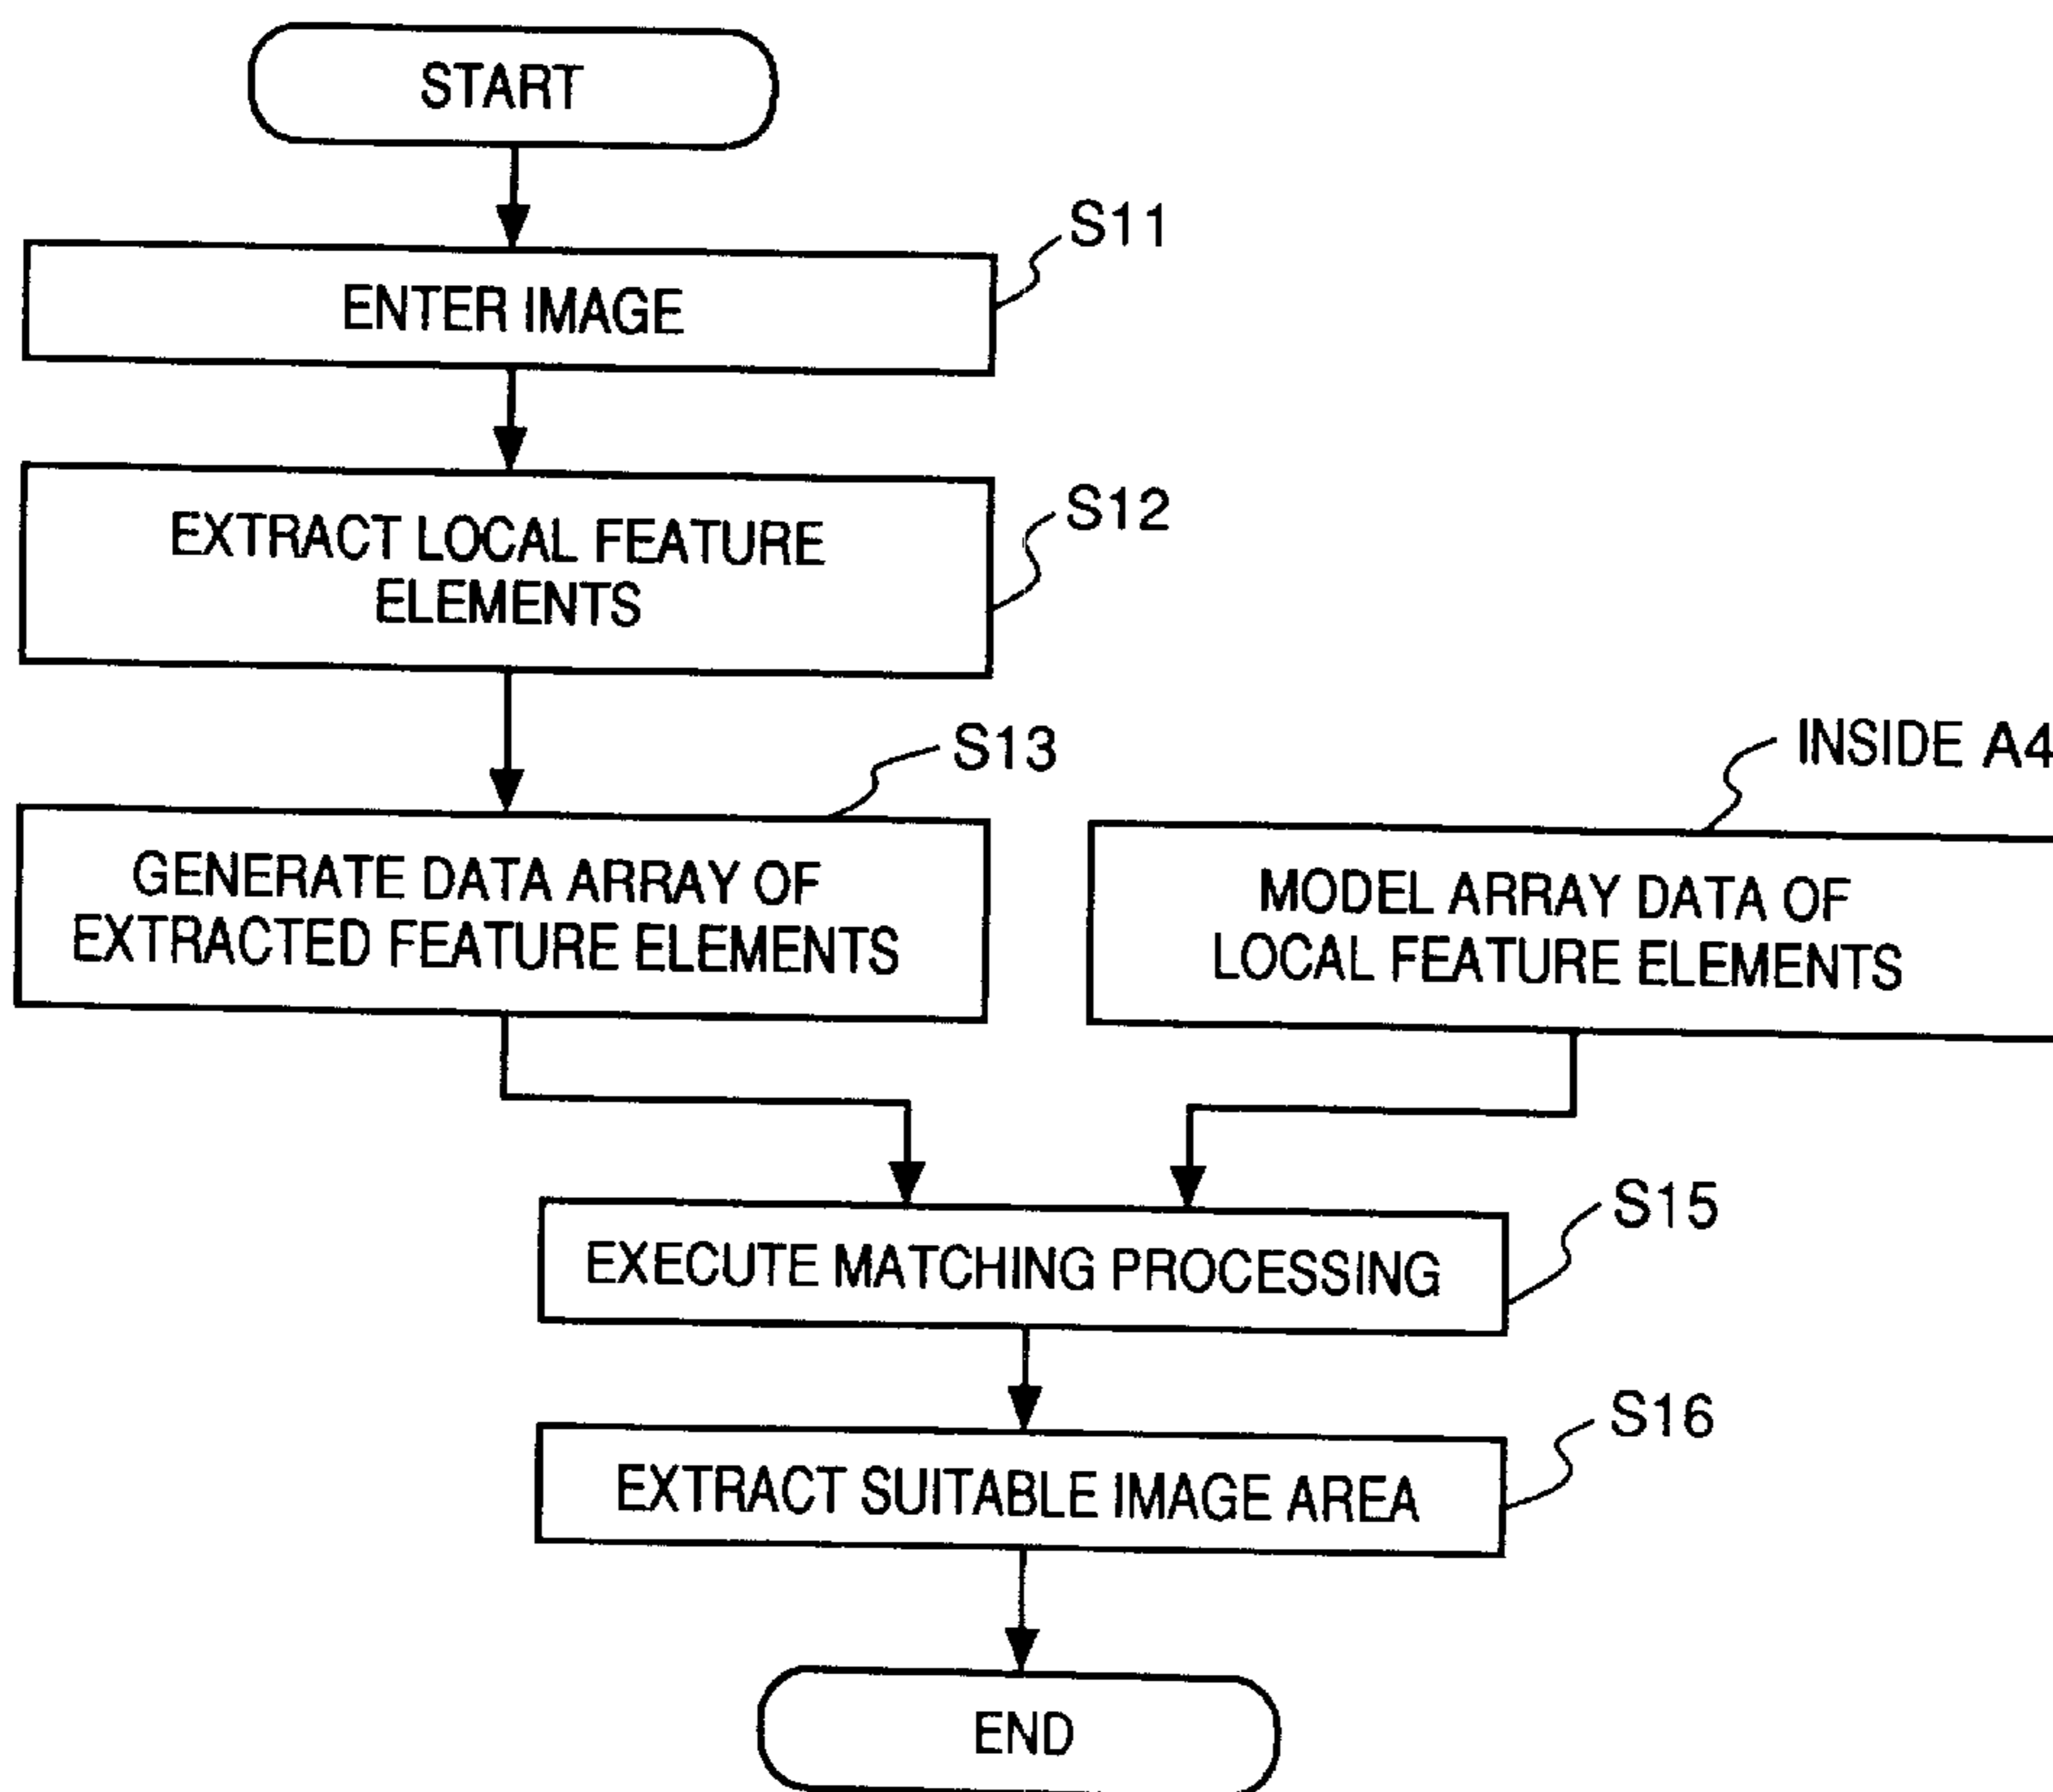 START
S11
ENTER IMAGE
S12
EXTRACT LOCAL FEATURE
ELEMENTS
S13
GENERATE DATA ARRAY OF
EXTRACTED FEATURE ELEMENTS
INSIDE A4
MODEL ARRAY DATA OF
LOCAL FEATURE ELEMENTS
S15
EXECUTE MATCHING PROCESSING
S16
EXTRACT SUITABLE IMAGE AREA
END